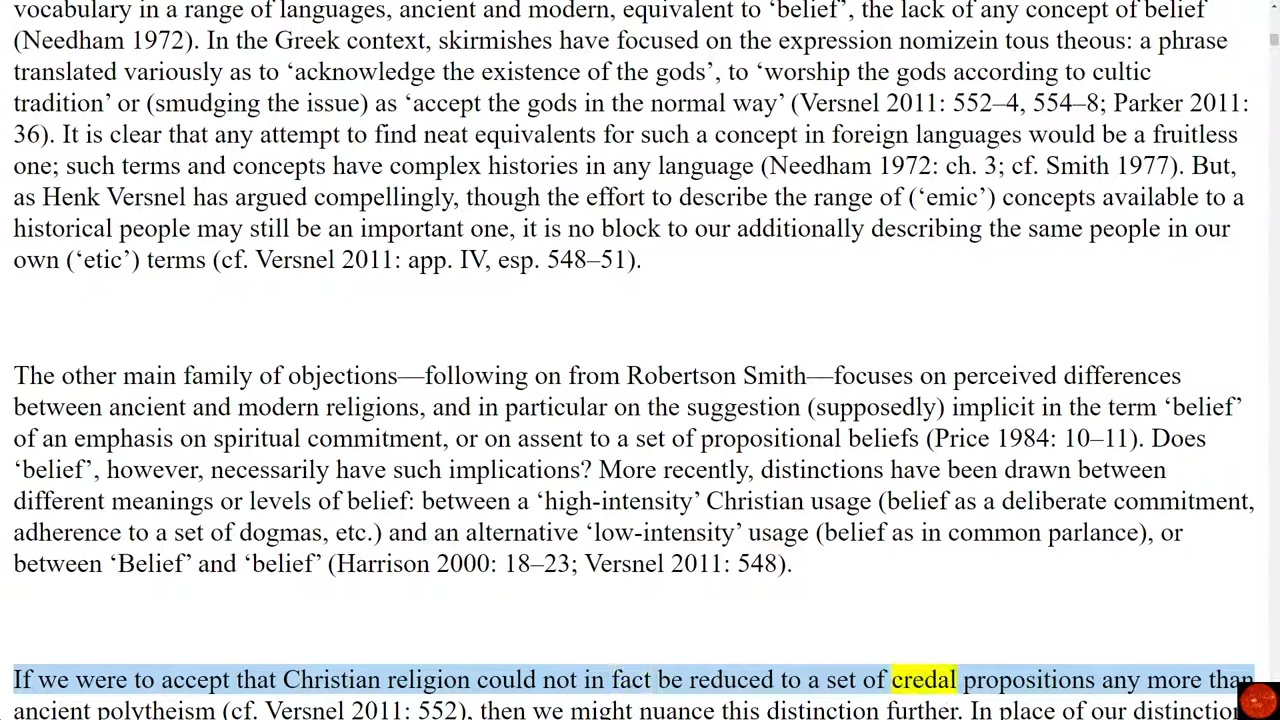 vocabulary in a range of languages, ancient and modern, equivalent to ‘belief’, the lack of any concept of belief
(Needham 1972). In the Greek context, skirmishes have focused on the expression nomizein tous theous: a phrase
translated variously as to ‘acknowledge the existence of the gods’, to ‘worship the gods according to cultic
tradition’ or (smudging the issue) as ‘accept the gods in the normal way’ (Versnel 2011: 552–4, 554–8; Parker 2011:
36). It is clear that any attempt to find neat equivalents for such a concept in foreign languages would be a fruitless
one; such terms and concepts have complex histories in any language (Needham 1972: ch. 3; cf. Smith 1977). But,
as Henk Versnel has argued compellingly, though the effort to describe the range of (‘emic’) concepts available to a
historical people may still be an important one, it is no block to our additionally describing the same people in our
own (‘etic’) terms (cf. Versnel 2011: app. IV, esp. 548–51).
The other main family of objections—following on from Robertson Smith—focuses on perceived differences
between ancient and modern religions, and in particular on the suggestion (supposedly) implicit in the term ‘belief’
of an emphasis on spiritual commitment, or on assent to a set of propositional beliefs (Price 1984: 10–11). Does
‘belief’, however, necessarily have such implications? More recently, distinctions have been drawn between
different meanings or levels of belief: between a ‘high-intensity’ Christian usage (belief as a deliberate commitment,
adherence to a set of dogmas, etc.) and an alternative ‘low-intensity’ usage (belief as in common parlance), or
between ‘Belief’ and ‘belief’ (Harrison 2000: 18–23; Versnel 2011: 548).
If we were to accept that Christian religion could not in fact be reduced to a set of credal propositions any more than
ancient polytheism (cf. Versnel 2011: 552), then we might nuance this distinction further. In place of our distinction